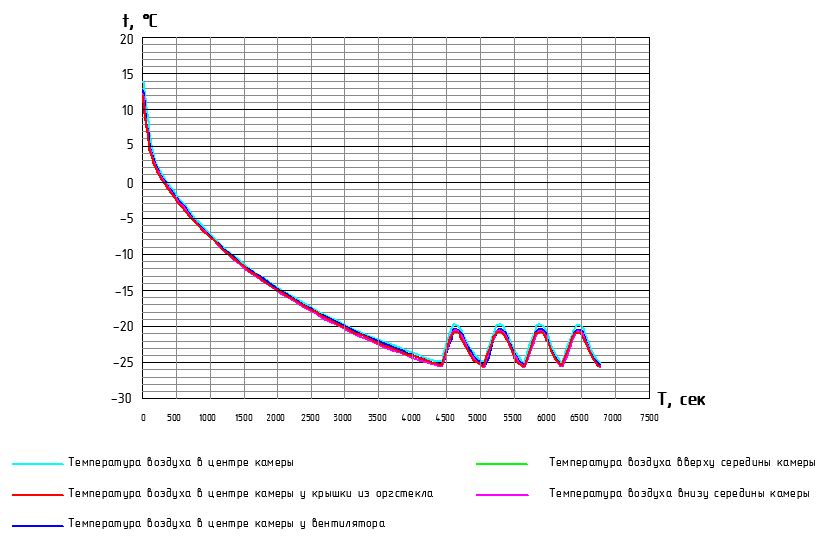 t, °C
20
15
10
5
0
-5
-10
-15
-20
-25
-30
0 500 1000 1500 2000 2500 3000 3500 4000 4500 5000 5500 6000 6500 7000 7500
T, сек
Температура воздуха в центре камеры
Температура воздуха вверху середины камеры
Температура воздуха в центре камеры у крышки из оргстекла
Температура воздуха внизу середины камеры
Температура воздуха в центре камеры у вентилятора